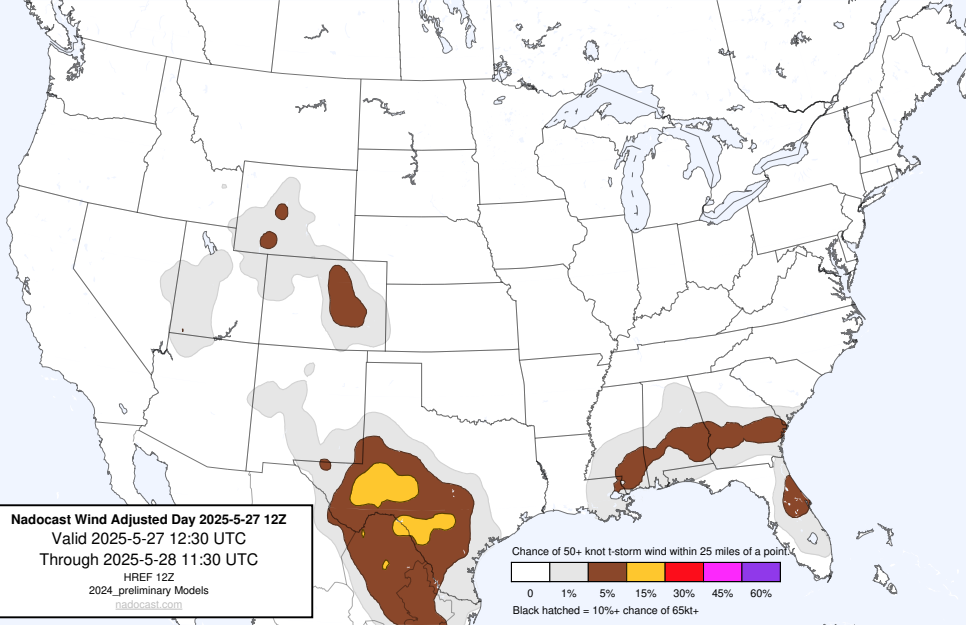 Nadocast Wind Adjusted Day 2025-5-27 12Z
Valid 2025-5-27 12:30 UTC
Through 2025-5-28 11:30 UTC
HREF 12Z
2024_preliminary Models
nadocast.com
Chance of 50+ knot t-storm wind within 25 miles of a point.
0 1% 5% 15% 30% 45% 60%
Black hatched = 10%+ chance of 65kt+